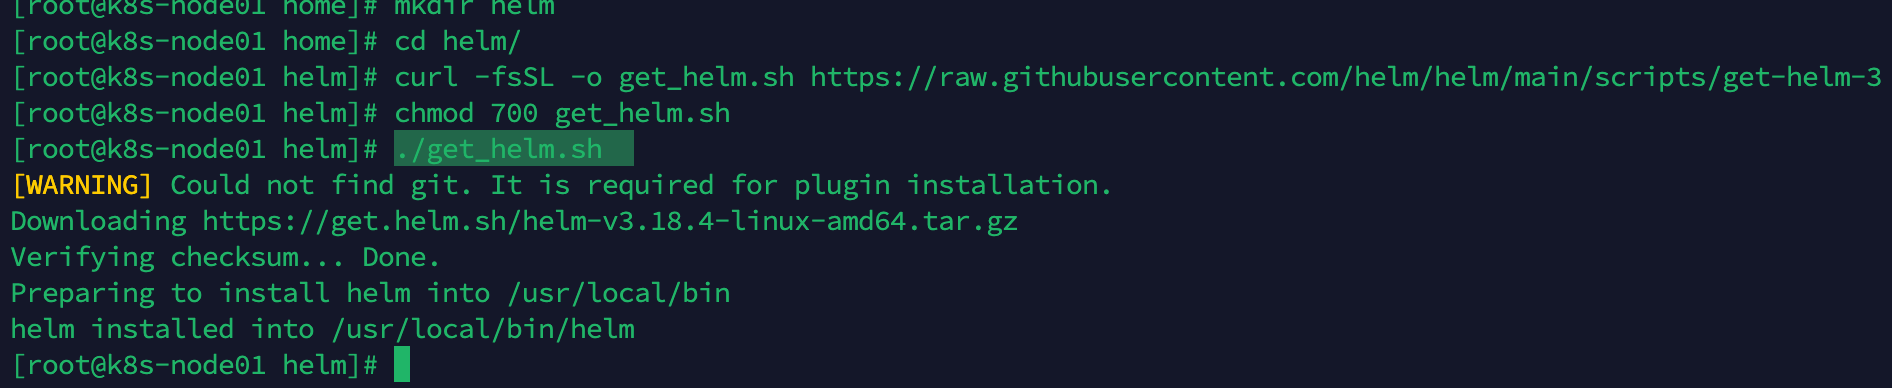 [root@k8s-node01 home]# mkdir helm
[root@k8s-node01 home]# cd helm/
[root@k8s-node01 helm]# curl -fsSL -o get_helm.sh https://raw.githubusercontent.com/helm/helm/main/scripts/get-helm-3
[root@k8s-node01 helm]# chmod 700 get_helm.sh
[root@k8s-node01 helm]# ./get_helm.sh
[WARNING] Could not find git. It is required for plugin installation.
Downloading https://get.helm.sh/helm-v3.18.4-linux-amd64.tar.gz
Verifying checksum... Done.
Preparing to install helm into /usr/local/bin
helm installed into /usr/local/bin/helm
[root@k8s-node01 helm]#